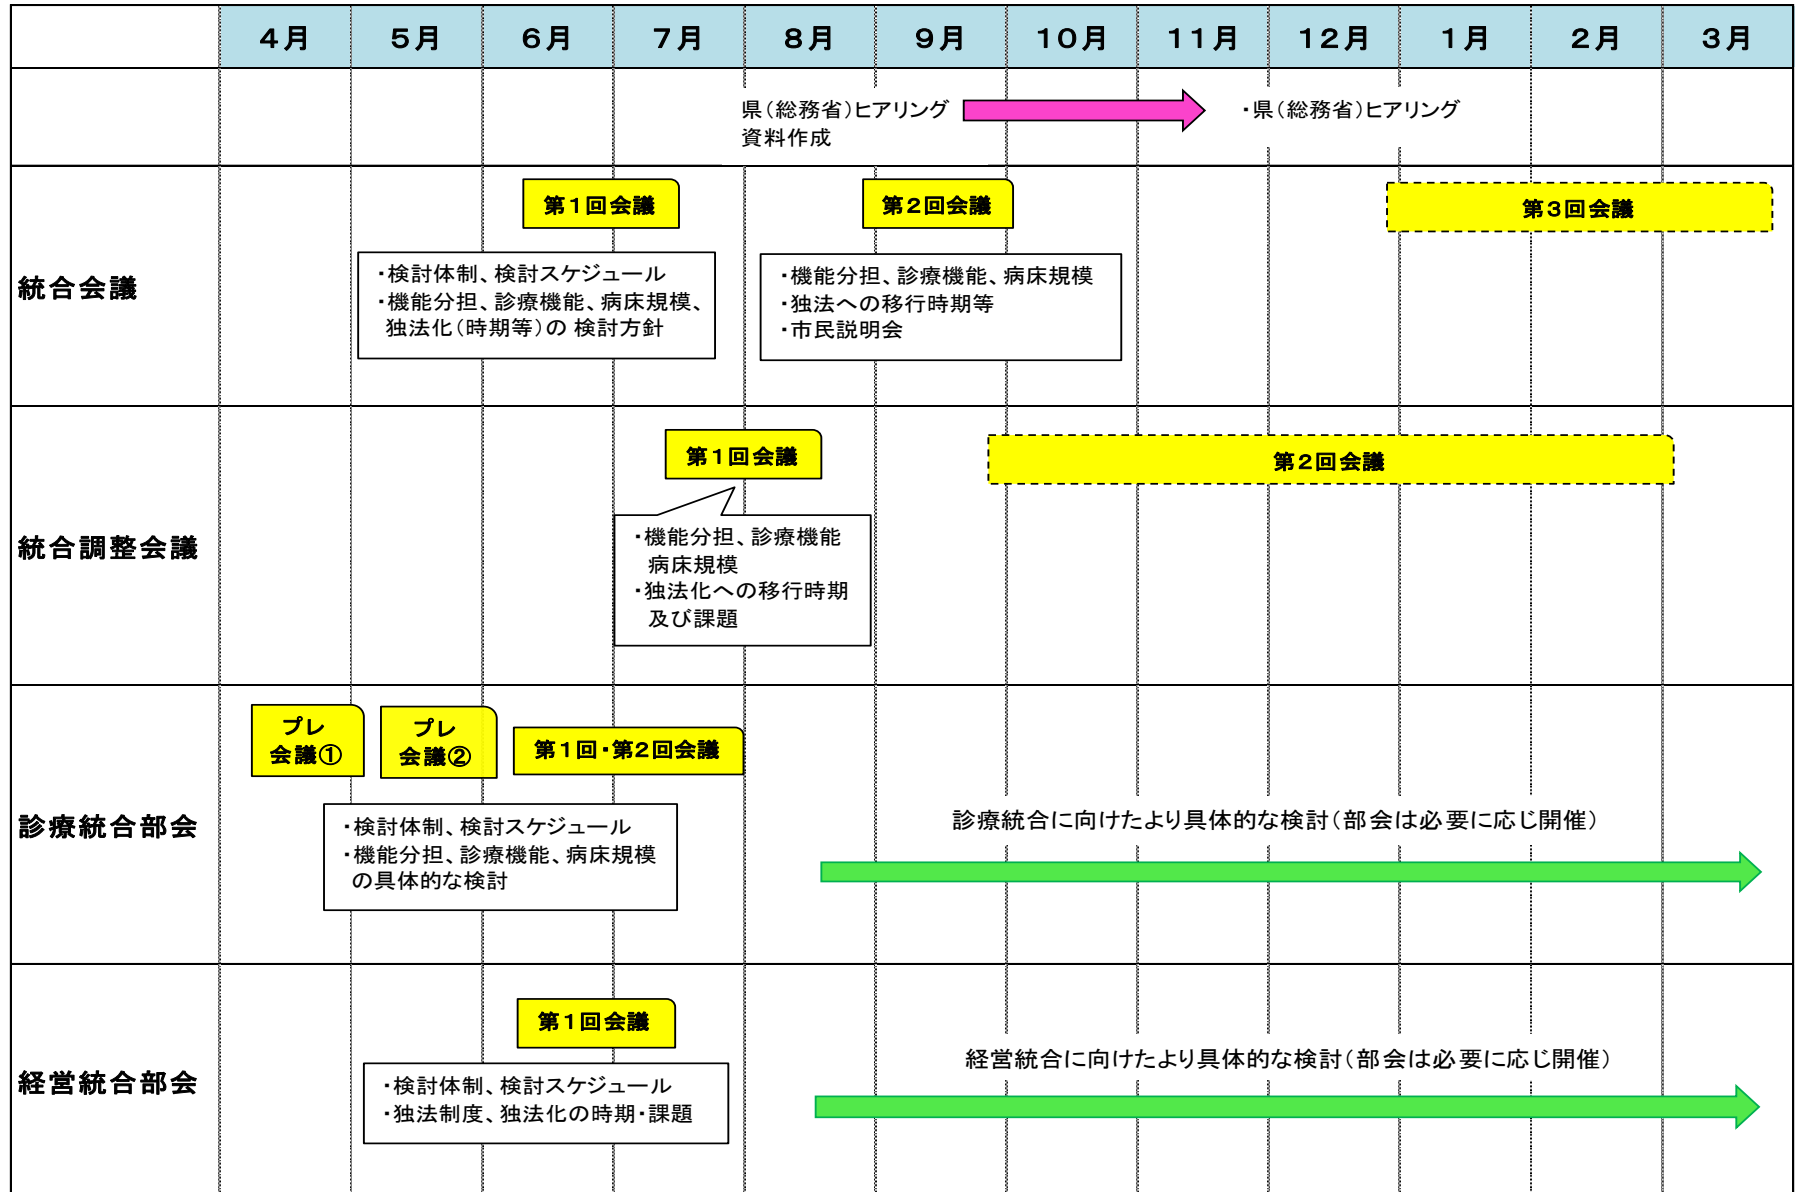 4月 5月 6月 7月 8月 9月 10月 11月 12月 1月 2月 3月
県(総務省)ヒアリング
資料作成
・県(総務省)ヒアリング
統合会議
第1回会議
・検討体制、検討スケジュール
・機能分担、診療機能、病床規模、
独法化(時期等)の 検討方針
第2回会議
・機能分担、診療機能、病床規模
・独法への移行時期等
・市民説明会
第3回会議
統合調整会議
第1回会議
・機能分担、診療機能
病床規模
・独法化への移行時期
及び課題
第2回会議
診療統合部会
プレ
会議①
プレ
会議②
第1回・第2回会議
・検討体制、検討スケジュール
・機能分担、診療機能、病床規模
の具体的な検討
診療統合に向けたより具体的な検討(部会は必要に応じ開催)
経営統合部会
第1回会議
・検討体制、検討スケジュール
・独法制度、独法化の時期・課題
経営統合に向けたより具体的な検討(部会は必要に応じ開催)